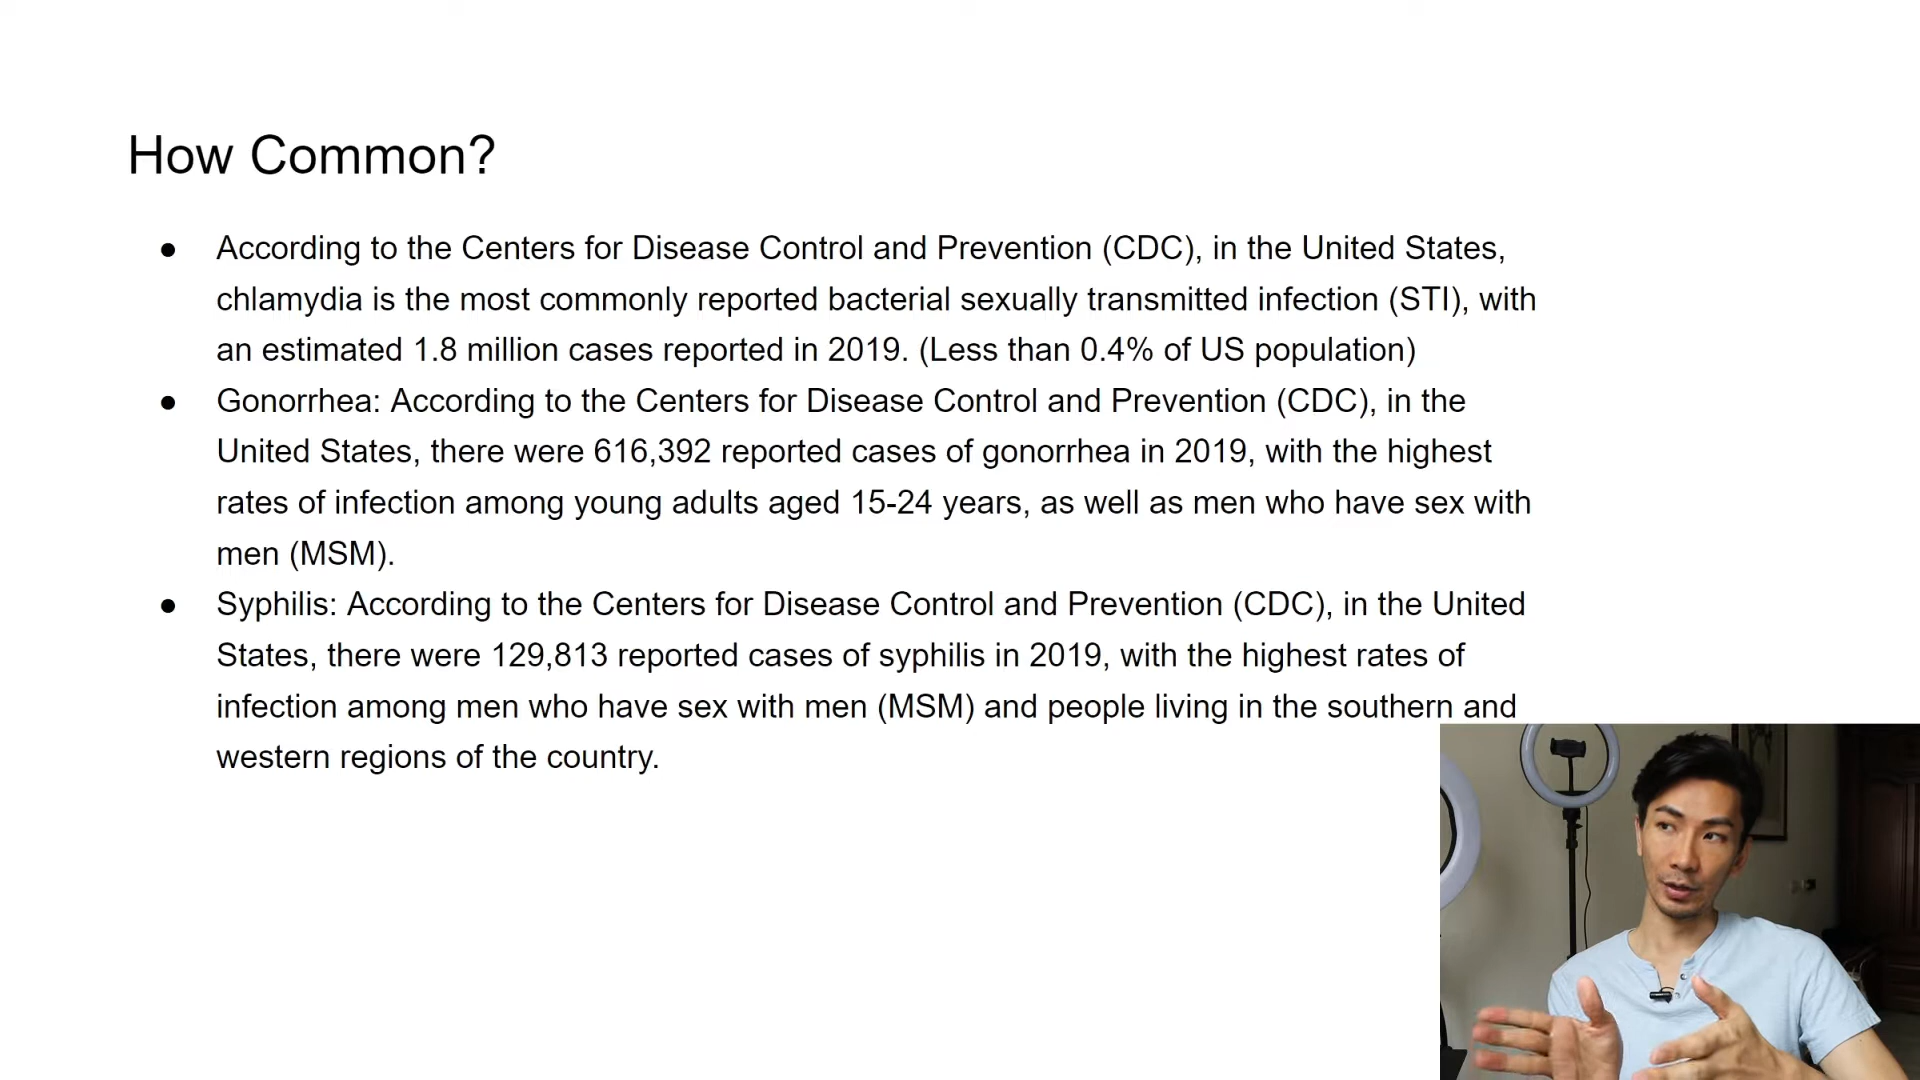 How Common?
● According to the Centers for Disease Control and Prevention (CDC), in the United States,
chlamydia is the most commonly reported bacterial sexually transmitted infection (STI), with
an estimated 1.8 million cases reported in 2019. (Less than 0.4% of US population)
● Gonorrhea: According to the Centers for Disease Control and Prevention (CDC), in the
United States, there were 616,392 reported cases of gonorrhea in 2019, with the highest
rates of infection among young adults aged 15-24 years, as well as men who have sex with
men (MSM).
● Syphilis: According to the Centers for Disease Control and Prevention (CDC), in the United
States, there were 129,813 reported cases of syphilis in 2019, with the highest rates of
infection among men who have sex with men (MSM) and people living in the southern and
western regions of the country.